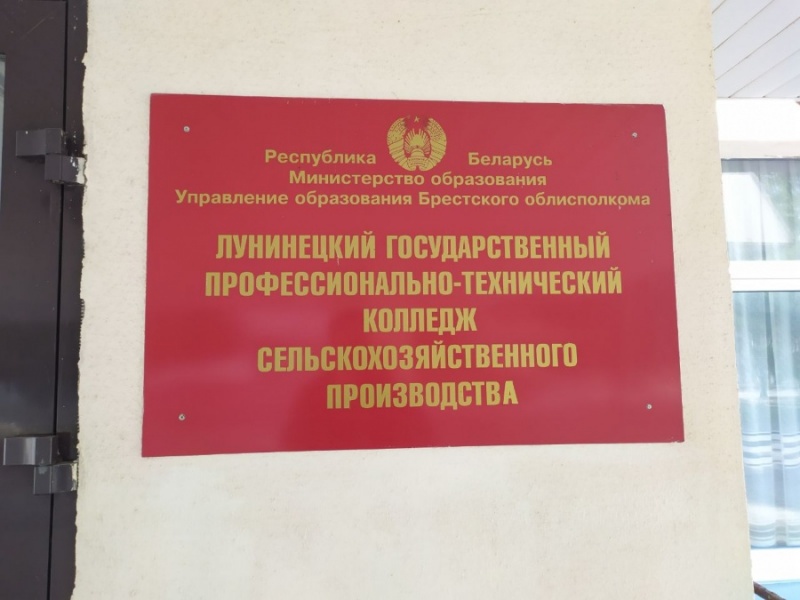 Республика Беларусь
Министерство образования
Управление образования Брестского облисполкома
ЛУНИНЕЦКИЙ ГОСУДАРСТВЕННЫЙ
ПРОФЕССИОНАЛЬНО-ТЕХНИЧЕСКИЙ
КОЛЛЕДЖ
СЕЛЬСКОХОЗЯЙСТВЕННОГО
ПРОИЗВОДСТВА